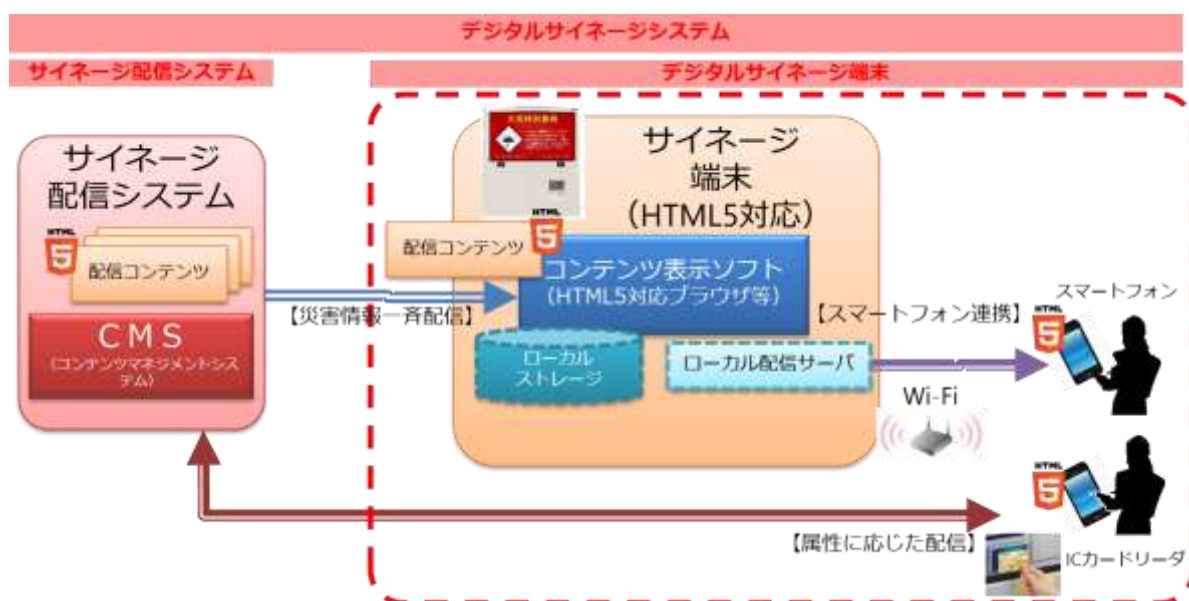 デジタルサイネージシステム
サイネージ配信システム
デジタルサイネージ端末
サイネージ
配信システム
HTML
5
配信コンテンツ
CMS
(コンテンツマネジメントシス
テム)
【災害情報一斉配信】
サイネージ
端末
(HTML5対応)
HTML
5
配信コンテンツ
コンテンツ表示ソフト
(HTML5対応ブラウザ等)
ローカル
ストレージ
ローカル配信サーバ
【スマートフォン連携】
スマートフォン
HTML
5
Wi-Fi
HTML
5
【属性に応じた配信】
ICカードリーダ